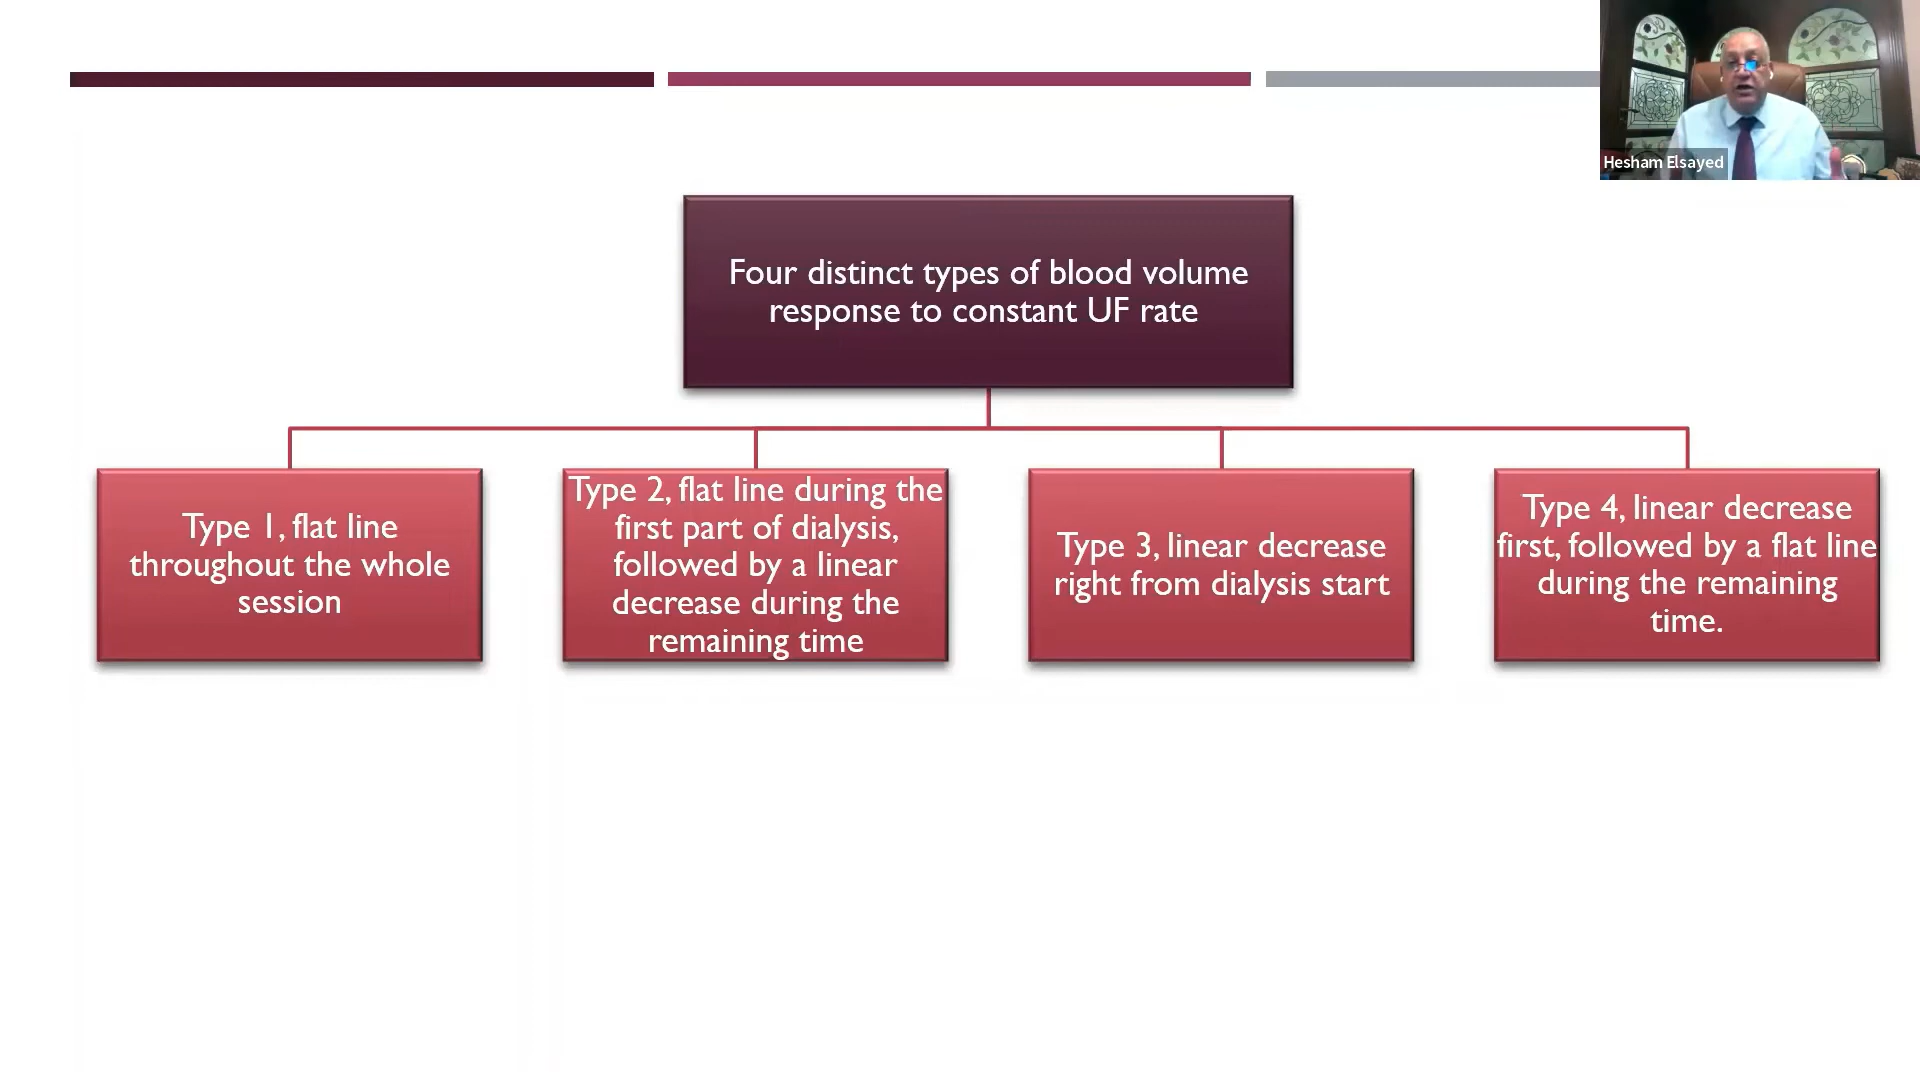 Hesham Elsayed
Four distinct types of blood volume
response to constant UF rate
Type 1, flat line
throughout the whole
session
Type 2, flat line during the
first part of dialysis,
followed by a linear
decrease during the
remaining time
Type 3, linear decrease
right from dialysis start
Type 4, linear decrease
first, followed by a flat line
during the remaining
time.